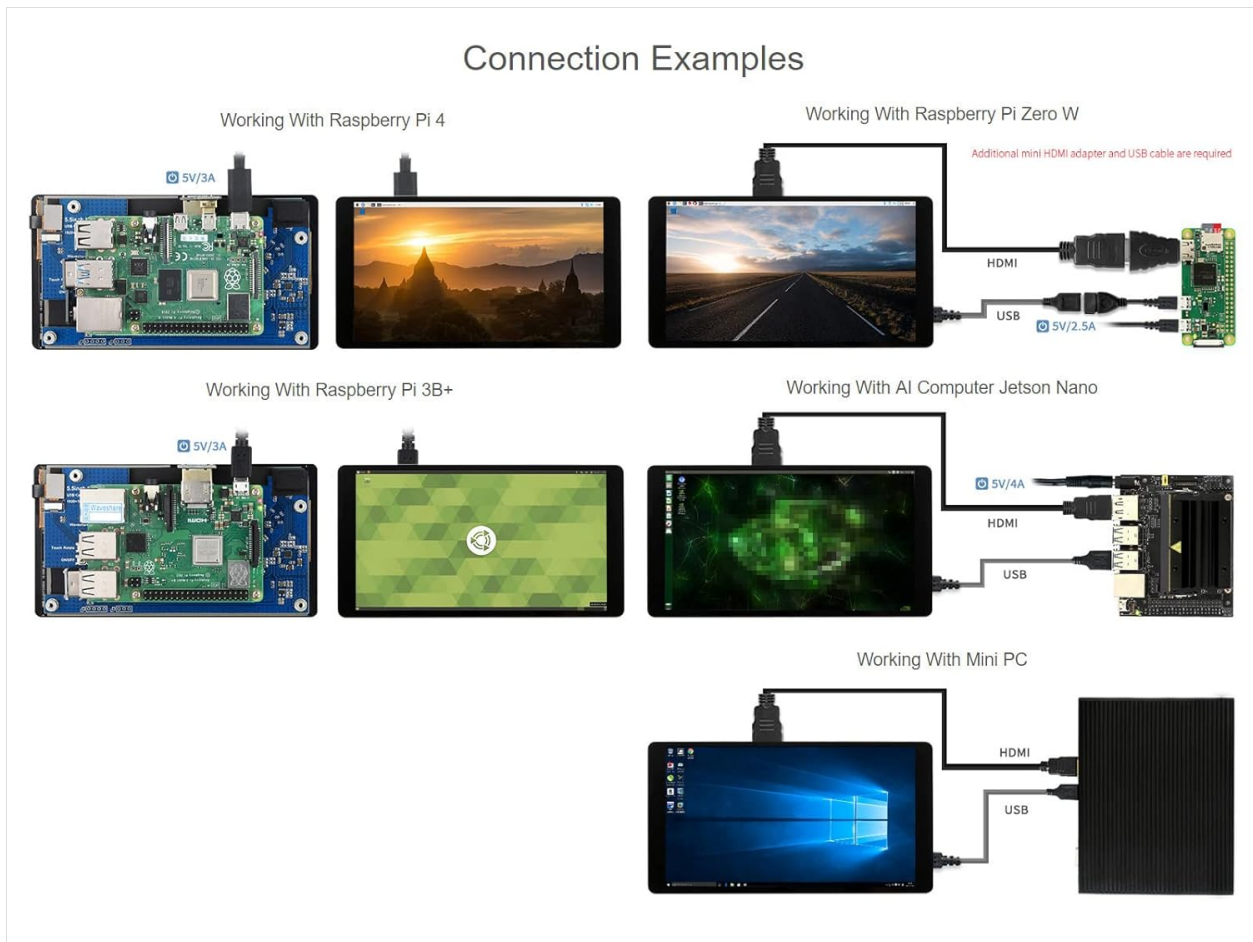 Connection Examples
Working With Raspberry Pi 4
5V/3A
Working With Raspberry Pi Zero W
Additional mini HDMI adapter and USB cable are required
HDMI
USB
5V/2.5A
Working With Raspberry Pi 3B+
5V/3A
Working With AI Computer Jetson Nano
5V/4A
HDMI
USB
Working With Mini PC
HDMI
USB